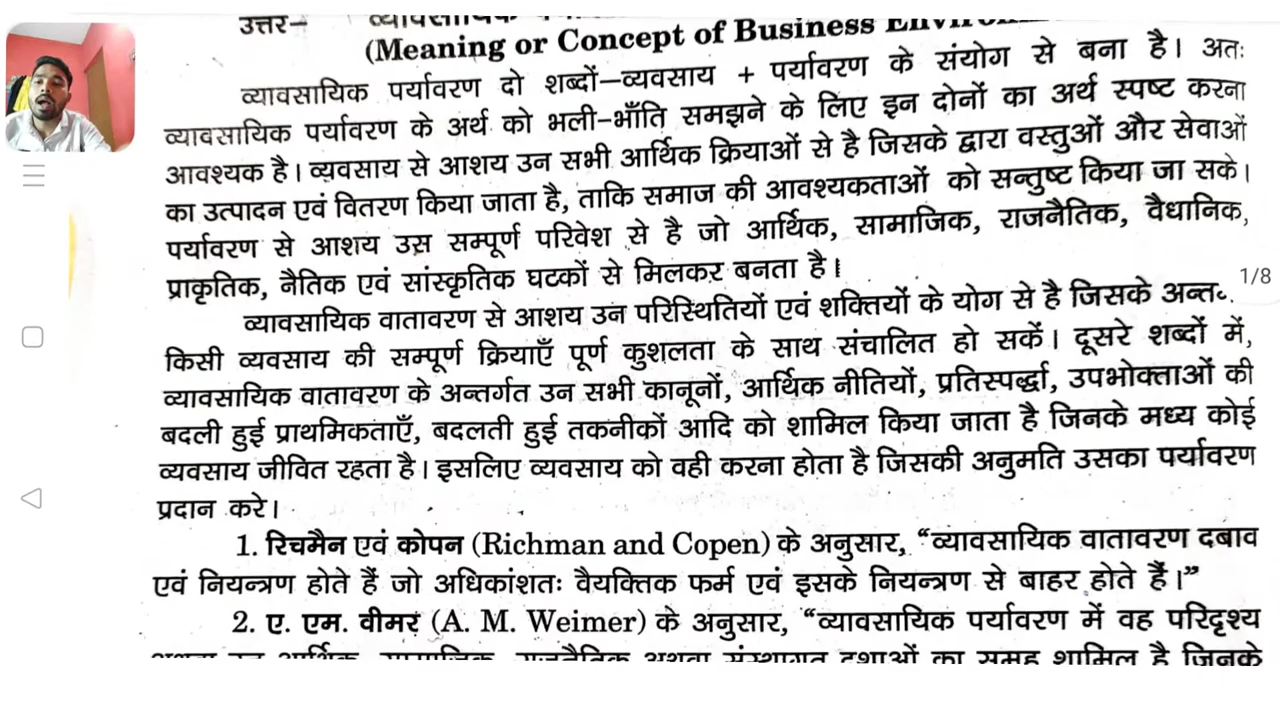 उत्तर–
(Meaning or Concept of Business
व्यावसायिक पर्यावरण दो शब्दों–व्यवसाय + पर्यावरण के संयोग से बना है। अतः
व्यावसायिक पर्यावरण के अर्थ को भली-भाँति समझने के लिए इन दोनों का अर्थ स्पष्ट करना
आवश्यक है। व्यवसाय से आशय उन सभी आर्थिक क्रियाओं से है जिसके द्वारा वस्तुओं और सेवाओं
का उत्पादन एवं वितरण किया जाता है, ताकि समाज की आवश्यकताओं को सन्तुष्ट किया जा सके।
पर्यावरण से आशय उस सम्पूर्ण परिवेश से है जो आर्थिक, सामाजिक, राजनैतिक, वैधानिक,
प्राकृतिक, नैतिक एवं सांस्कृतिक घटकों से मिलकर बनता है।
1/8
व्यावसायिक वातावरण से आशय उन परिस्थितियों एवं शक्तियों के योग से है जिसके
किसी व्यवसाय की सम्पूर्ण क्रियाएँ पूर्ण कुशलता के साथ संचालित हो सकें। दूसरे शब्दों में,
व्यावसायिक वातावरण के अन्तर्गत उन सभी कानूनों, आर्थिक नीतियों, प्रतिस्पर्द्धा, उपभोक्ताओं की
बदली हुई प्राथमिकताएँ, बदलती हुई तकनीकों आदि को शामिल किया जाता है जिनके मध्य कोई
व्यवसाय जीवित रहता है। इसलिए व्यवसाय को वही करना होता है जिसकी अनुमति उसका पर्यावरण
प्रदान करे।
1. रिचमैन एवं कोपन (Richman and Copen) के अनुसार, “व्यावसायिक वातावरण दबाव
एवं नियन्त्रण होते हैं जो अधिकांशतः वैयक्तिक फर्म एवं इसके नियन्त्रण से बाहर होते हैं।”
2. ए. एम. वीमर (A. M. Weimer) के अनुसार, “व्यावसायिक पर्यावरण में वह परिदृश्य